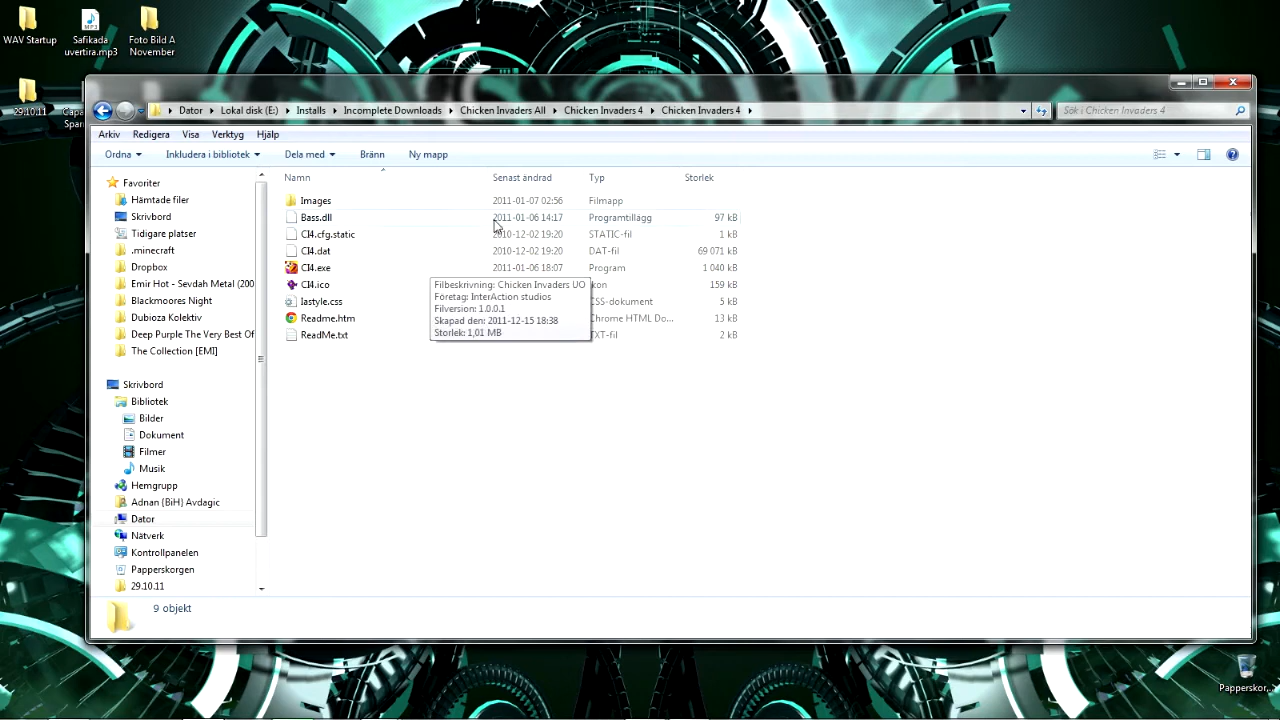 WAV Startup
MP3
Safikada
uvertira.mp3
Foto Bild A
November
29.10.11
Dator
Lokal disk (E:)
Installs
Incomplete Downloads
Chicken Invaders All
Chicken Invaders 4
Chicken Invaders 4
Sök i Chicken Invaders 4
Arkiv
Redigera
Visa
Verktyg
Hjälp
Ordna
Inkludera i bibliotek
Dela med
Bränn
Ny mapp
Namn
Senast ändrad
Typ
Storlek
Images
2011-01-07 02:56
Filmapp
Bass.dll
2011-01-06 14:17
Programtillägg
97 kB
CI4.cfg.static
2010-12-02 19:20
STATIC-fil
1 kB
CI4.dat
2010-12-02 19:20
DAT-fil
69 071 kB
CI4.exe
2011-01-06 18:07
Program
1 040 kB
CI4.ico
159 kB
lastyle.css
CSS-dokument
5 kB
Readme.htm
Chrome HTML Do...
13 kB
ReadMe.txt
TXT-fil
2 kB
Filbeskrivning: Chicken Invaders UO
Företag: InterAction studios
Filversion: 1.0.0.1
Skapad den: 2011-12-15 18:38
Storlek: 1,01 MB
Favoriter
Hämtade filer
Skrivbord
Tidigare platser
.minecraft
Dropbox
Emir Hot - Sevdah Metal (200
Blackmoores Night
Dubioza Kolektiv
Deep Purple The Very Best Of
The Collection [EMI]
Skrivbord
Bibliotek
Bilder
Dokument
Filmer
Musik
Hemgrupp
Adnan {BiH} Avdagic
Dator
Nätverk
Kontrollpanelen
Papperskorgen
29.10.11
9 objekt
Papperskor...